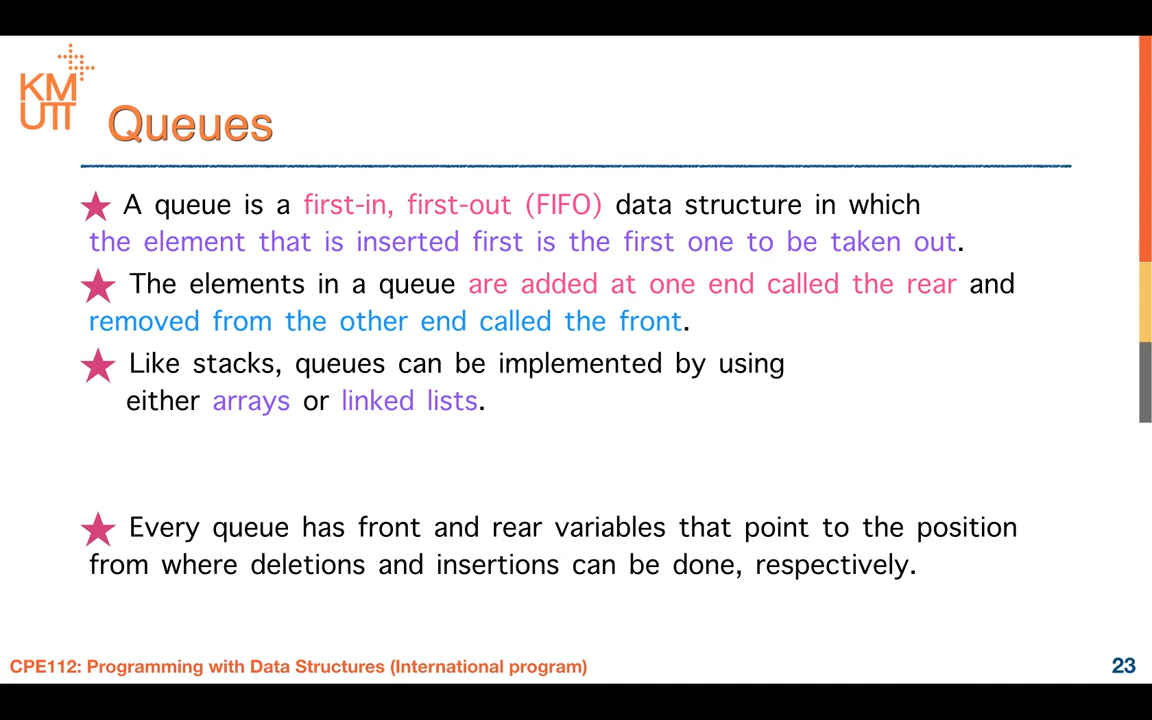 KM
UTT
Queues
A queue is a first-in, first-out (FIFO) data structure in which
the element that is inserted first is the first one to be taken out.
The elements in a queue are added at one end called the rear and
removed from the other end called the front.
Like stacks, queues can be implemented by using
either arrays or linked lists.
Every queue has front and rear variables that point to the position
from where deletions and insertions can be done, respectively.
CPE112: Programming with Data Structures (International program)
23